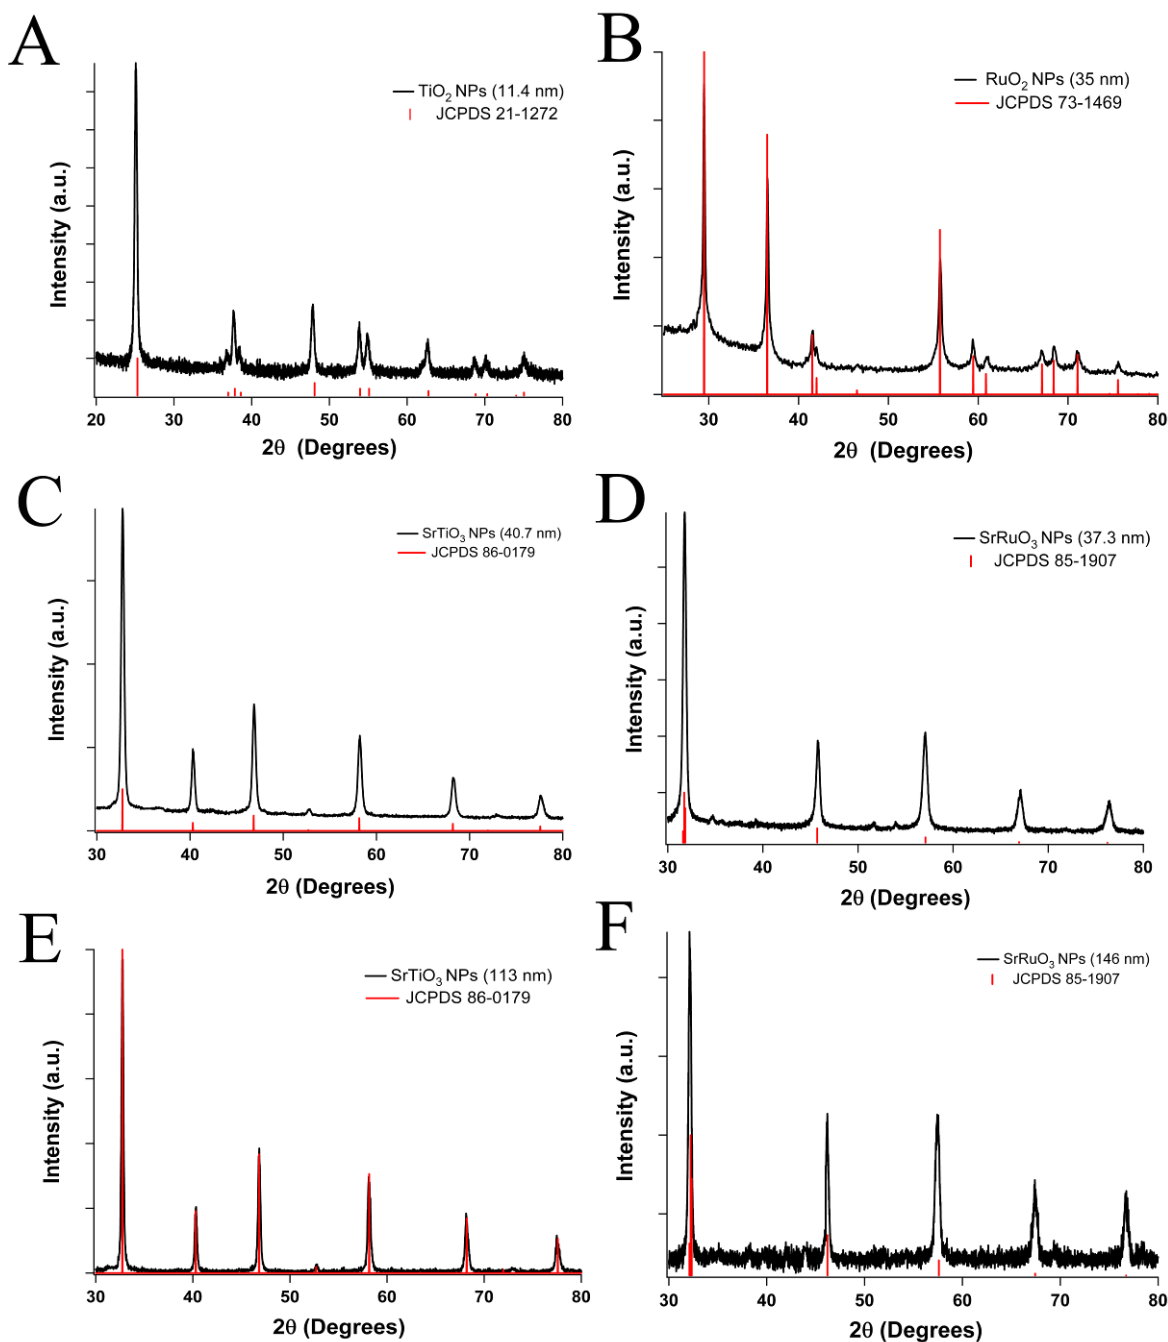 A
TiO₂ NPs (11.4 nm)
JCPDS 21-1272
Intensity (a.u.)
20 30 40 50 60 70 80
2θ (Degrees)
B
RuO₂ NPs (35 nm)
JCPDS 73-1469
Intensity (a.u.)
30 40 50 60 70 80
2θ (Degrees)
C
SrTiO₃ NPs (40.7 nm)
JCPDS 86-0179
Intensity (a.u.)
30 40 50 60 70 80
2θ (Degrees)
D
SrRuO₃ NPs (37.3 nm)
JCPDS 85-1907
Intensity (a.u.)
30 40 50 60 70 80
2θ (Degrees)
E
SrTiO₃ NPs (113 nm)
JCPDS 86-0179
Intensity (a.u.)
30 40 50 60 70 80
2θ (Degrees)
F
SrRuO₃ NPs (146 nm)
JCPDS 85-1907
Intensity (a.u.)
30 40 50 60 70 80
2θ (Degrees)